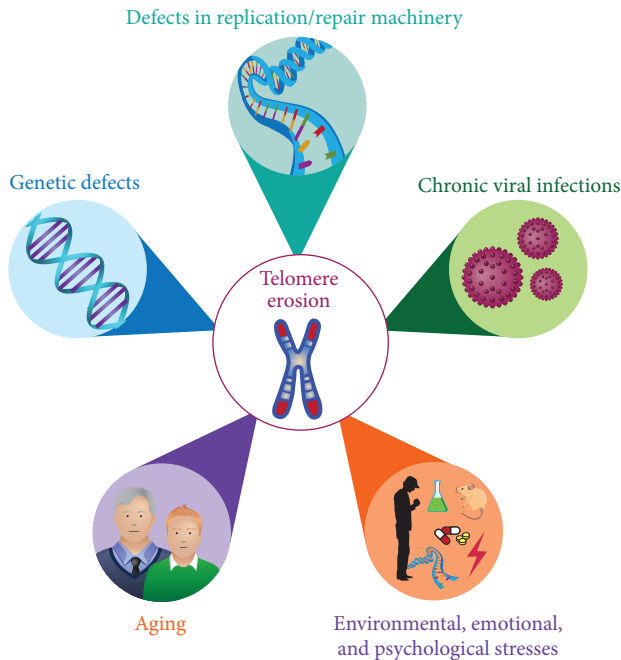 Defects in replication/repair machinery
Genetic defects
Chronic viral infections
Telomere
erosion
Aging
Environmental, emotional,
and psychological stresses